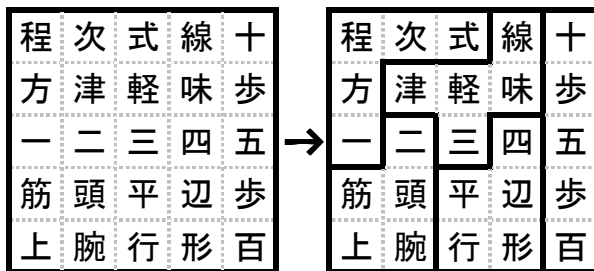 程次式線十
方津軽味歩
一二三四五
筋頭平辺歩
上腕行形百
→
程次式線十
方津軽味歩
一二三四五
筋頭平辺歩
上腕行形百